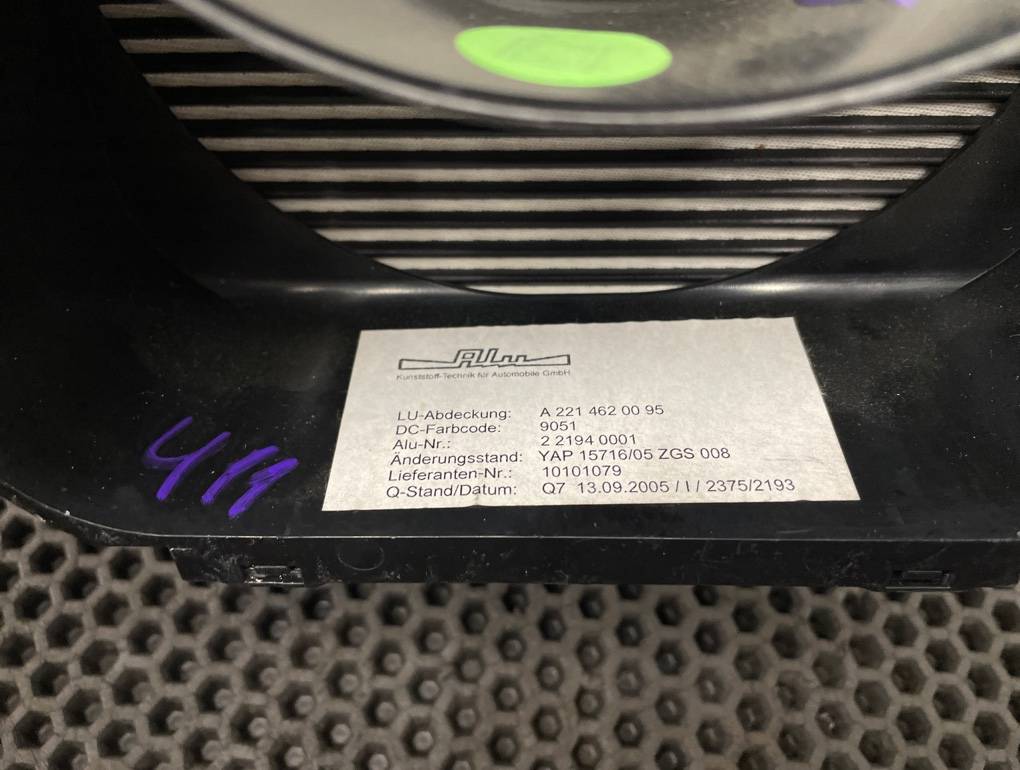 Alu
Kunststoff-Technik für Automobile GmbH
LU-Abdeckung: A 221 462 00 95
DC-Farbcode: 9051
Alu-Nr.: 2 2194 0001
Änderungsstand: YAP 15716/05 ZGS 008
Lieferanten-Nr.: 10101079
Q-Stand/Datum: Q7 13.09.2005 / I / 2375/2193